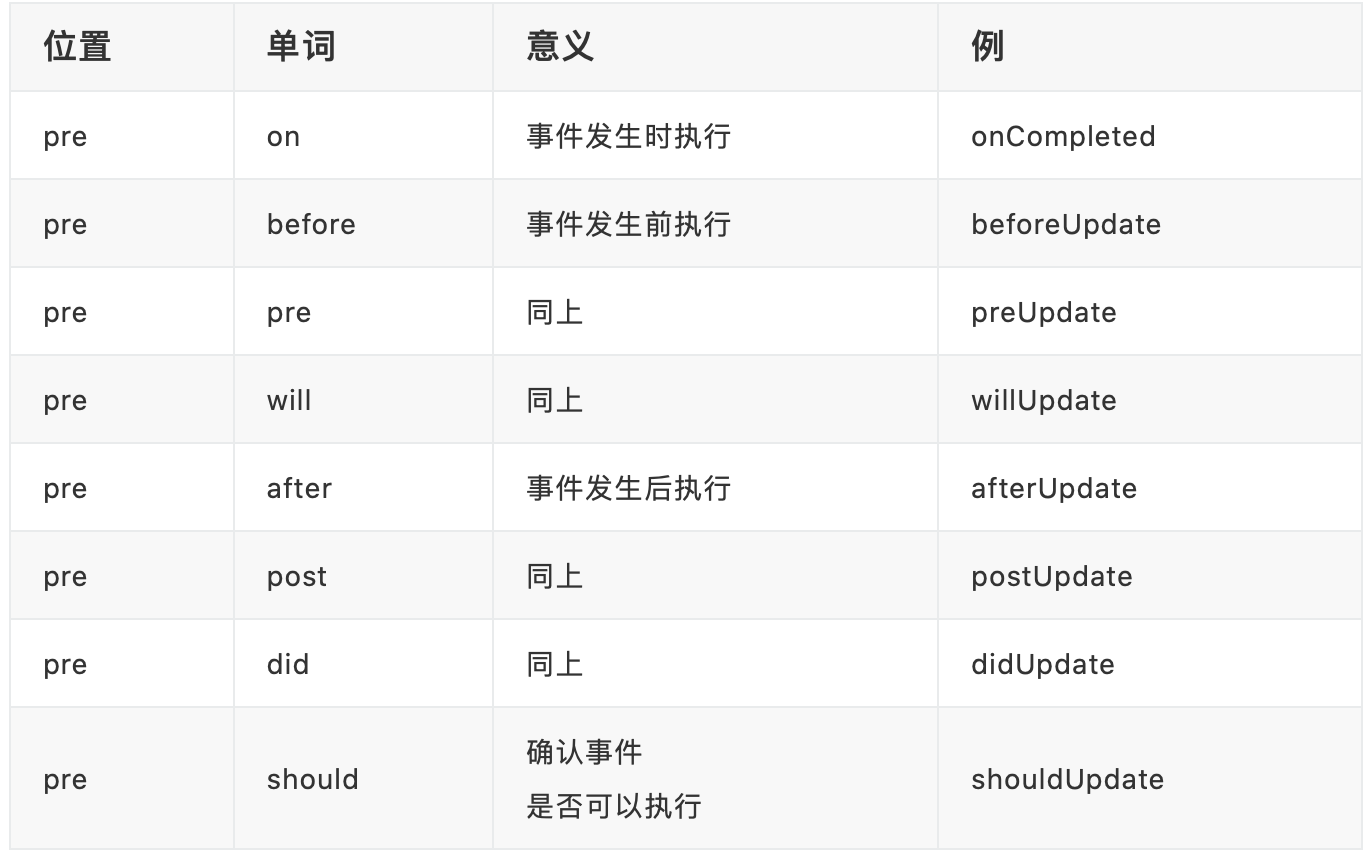 位置 单词 意义 例
pre on 事件发生时执行 onCompleted
pre before 事件发生前执行 beforeUpdate
pre pre 同上 preUpdate
pre will 同上 willUpdate
pre after 事件发生后执行 afterUpdate
pre post 同上 postUpdate
pre did 同上 didUpdate
pre should 确认事件
是否可以执行 shouldUpdate